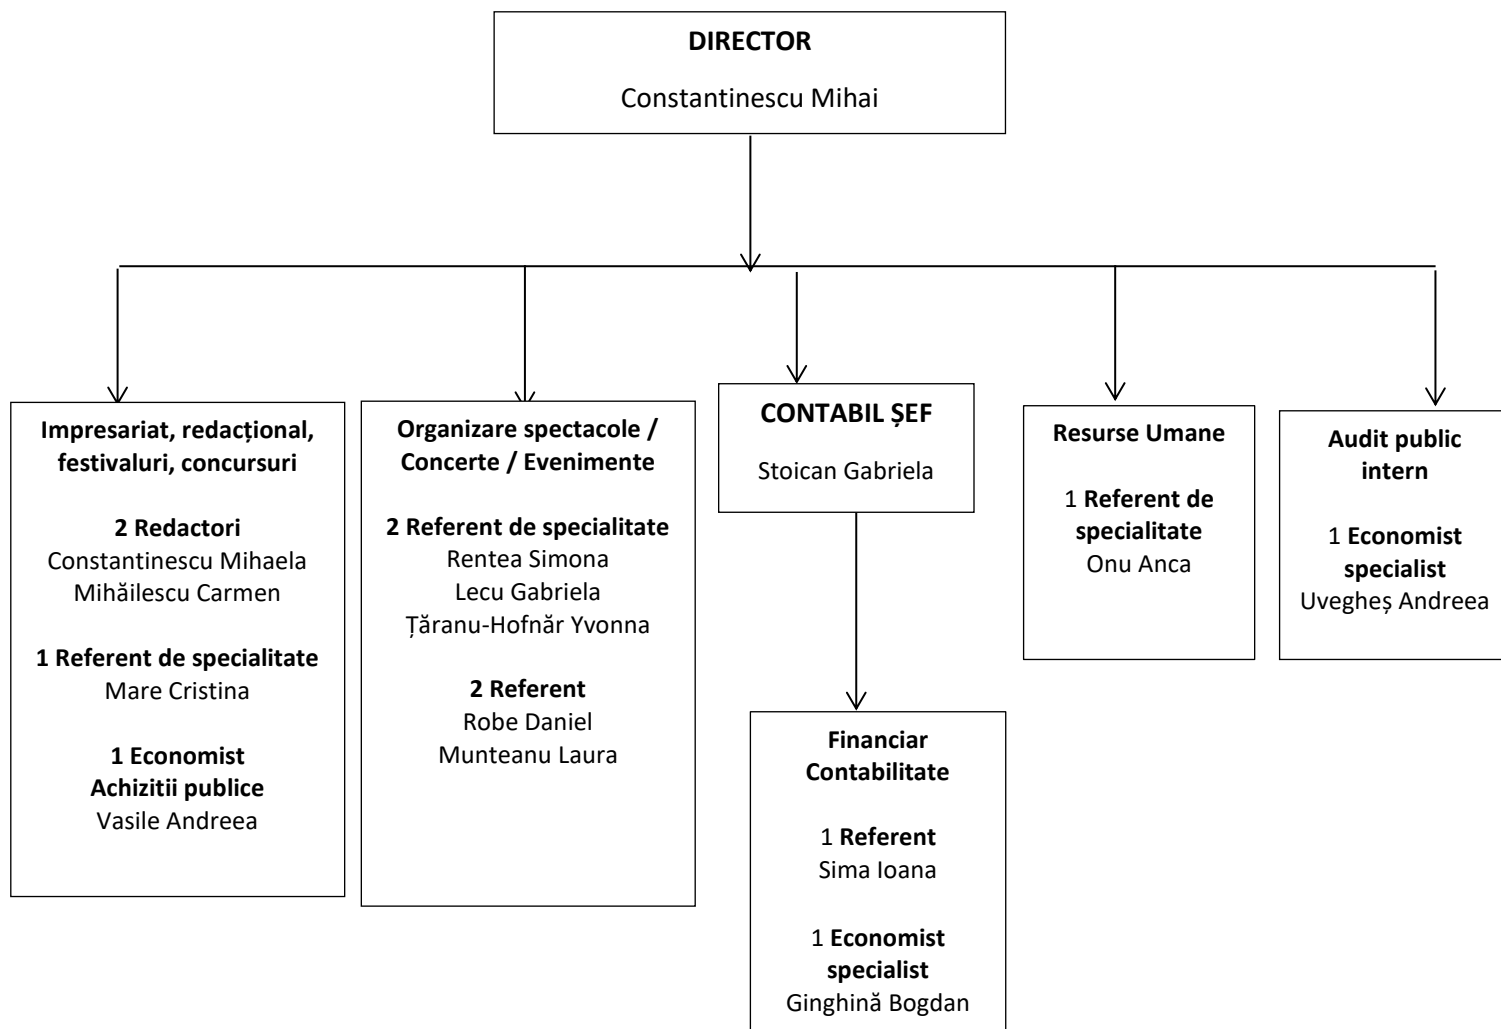 DIRECTOR
Constantinescu Mihai
Impresariat, redacțional,
festivaluri, concursuri
2 Redactori
Constantinescu Mihaela
Mihăilescu Carmen
1 Referent de specialitate
Mare Cristina
1 Economist
Achizitii publice
Vasile Andreea
Organizare spectacole /
Concerte / Evenimente
2 Referent de specialitate
Rentea Simona
Lecu Gabriela
Țăranu-Hofnăr Yvonna
2 Referent
Robe Daniel
Munteanu Laura
CONTABIL ȘEF
Stoican Gabriela
Financiar
Contabilitate
1 Referent
Sima Ioana
1 Economist
specialist
Ginghină Bogdan
Resurse Umane
1 Referent de
specialitate
Onu Anca
Audit public
intern
1 Economist
specialist
Uvegheș Andreea